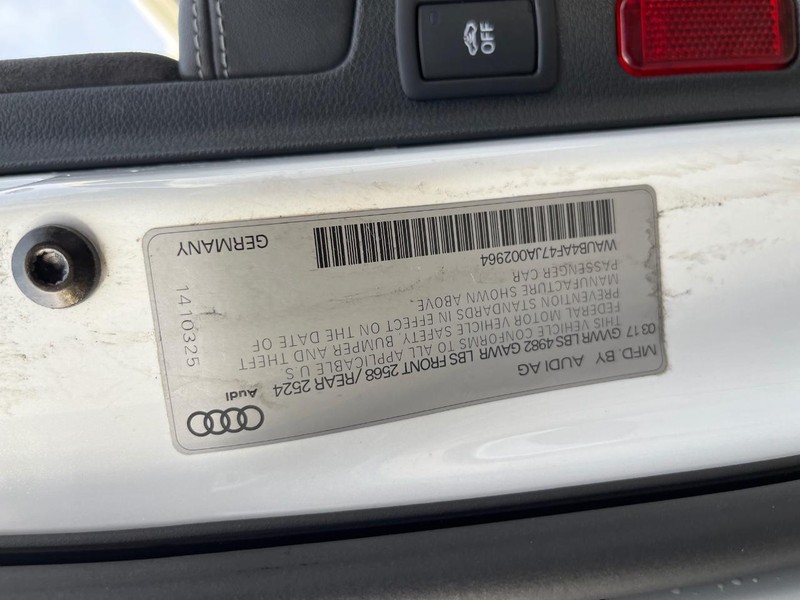 MFD. BY AUDI AG
03 17 GVWR LBS 4982 GAWR LBS FRONT 2568 / REAR 2524
THIS VEHICLE CONFORMS TO ALL APPLICABLE U S
FEDERAL MOTOR VEHICLE SAFETY, BUMPER AND THEFT
PREVENTION STANDARDS IN EFFECT ON THE DATE OF
MANUFACTURE SHOWN ABOVE.
PASSENGER CAR
WAUB4AF47JA002964
GERMANY
Audi
1410325
OFF